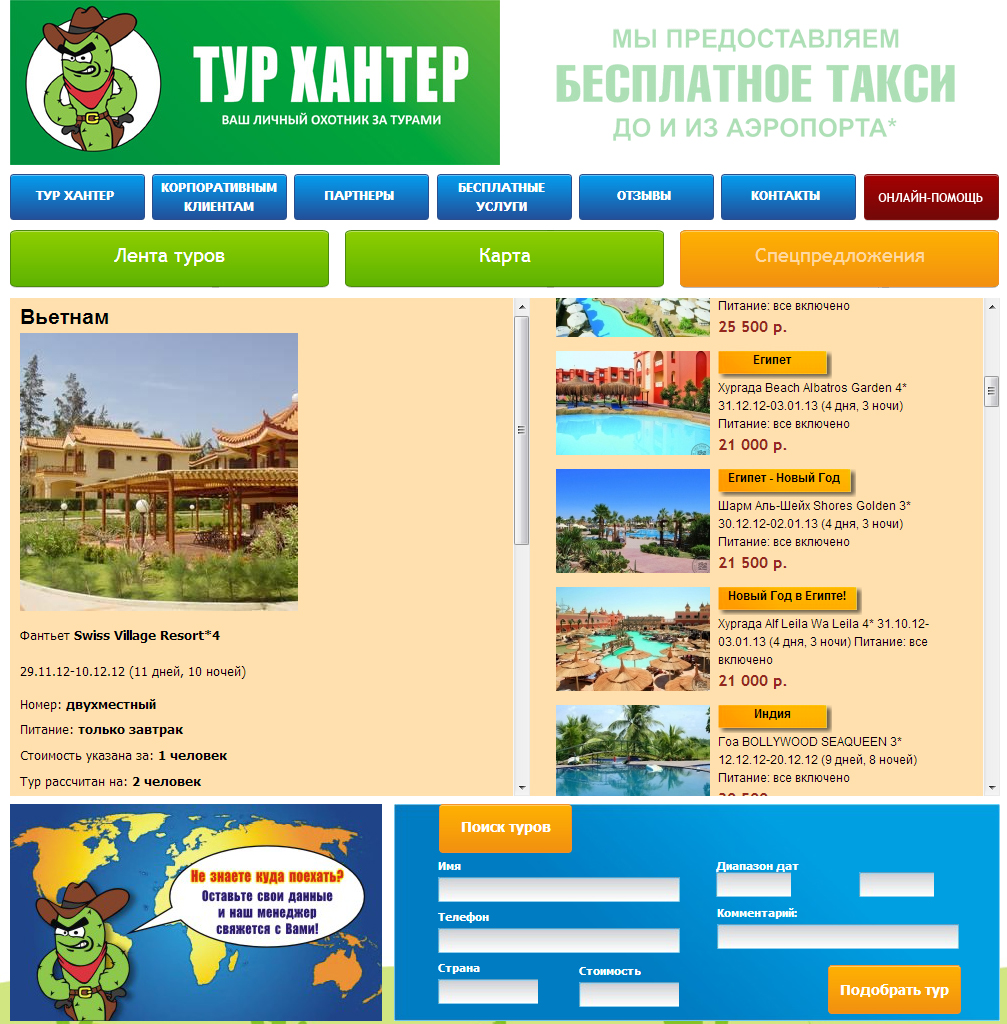 ТУР ХАНТЕР
ВАШ ЛИЧНЫЙ ОХОТНИК ЗА ТУРАМИ
МЫ ПРЕДОСТАВЛЯЕМ
БЕСПЛАТНОЕ ТАКСИ
ДО И ИЗ АЭРОПОРТА*
ТУР ХАНТЕР
КОРПОРАТИВНЫМ
КЛИЕНТАМ
ПАРТНЕРЫ
БЕСПЛАТНЫЕ
УСЛУГИ
ОТЗЫВЫ
КОНТАКТЫ
ОНЛАЙН-ПОМОЩЬ
Лента туров
Карта
Спецпредложения
Вьетнам
Фантьет Swiss Village Resort*4
29.11.12-10.12.12 (11 дней, 10 ночей)
Номер: двухместный
Питание: только завтрак
Стоимость указана за: 1 человек
Тур рассчитан на: 2 человек
Питание: все включено
25 500 р.
Египет
Хургада Beach Albatros Garden 4*
31.12.12-03.01.13 (4 дня, 3 ночи)
Питание: все включено
21 000 р.
Египет - Новый Год
Шарм Аль-Шейх Shores Golden 3*
30.12.12-02.01.13 (4 дня, 3 ночи)
Питание: все включено
21 500 р.
Новый Год в Египте!
Хургада Alf Leila Wa Leila 4* 31.10.12-
03.01.13 (4 дня, 3 ночи) Питание: все
включено
21 000 р.
Индия
Гоа BOLLYWOOD SEAQUEEN 3*
12.12.12-20.12.12 (9 дней, 8 ночей)
Питание: все включено
Не знаете куда поехать?
Оставьте свои данные
и наш менеджер
свяжется с Вами!
Поиск туров
Имя
Телефон
Страна
Стоимость
Диапазон дат
Комментарий:
Подобрать тур